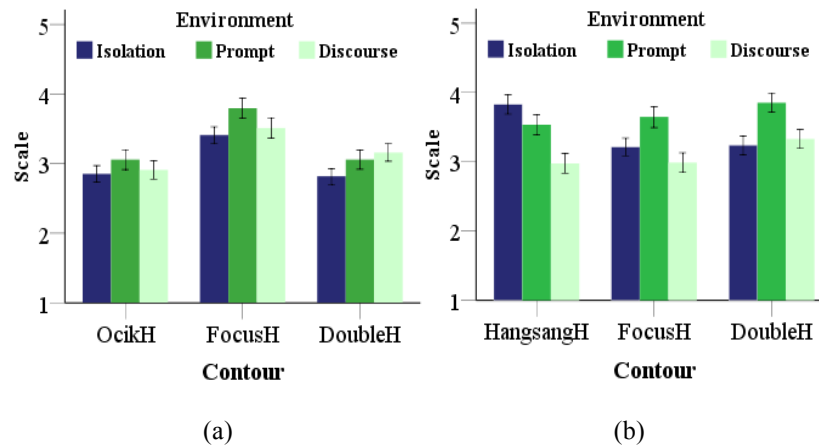 Environment
Isolation Prompt Discourse
5
4
3
2
1
Scale
OcikH FocusH DoubleH
Contour
(a)
Environment
Isolation Prompt Discourse
5
4
3
2
1
Scale
HangsangH FocusH DoubleH
Contour
(b)